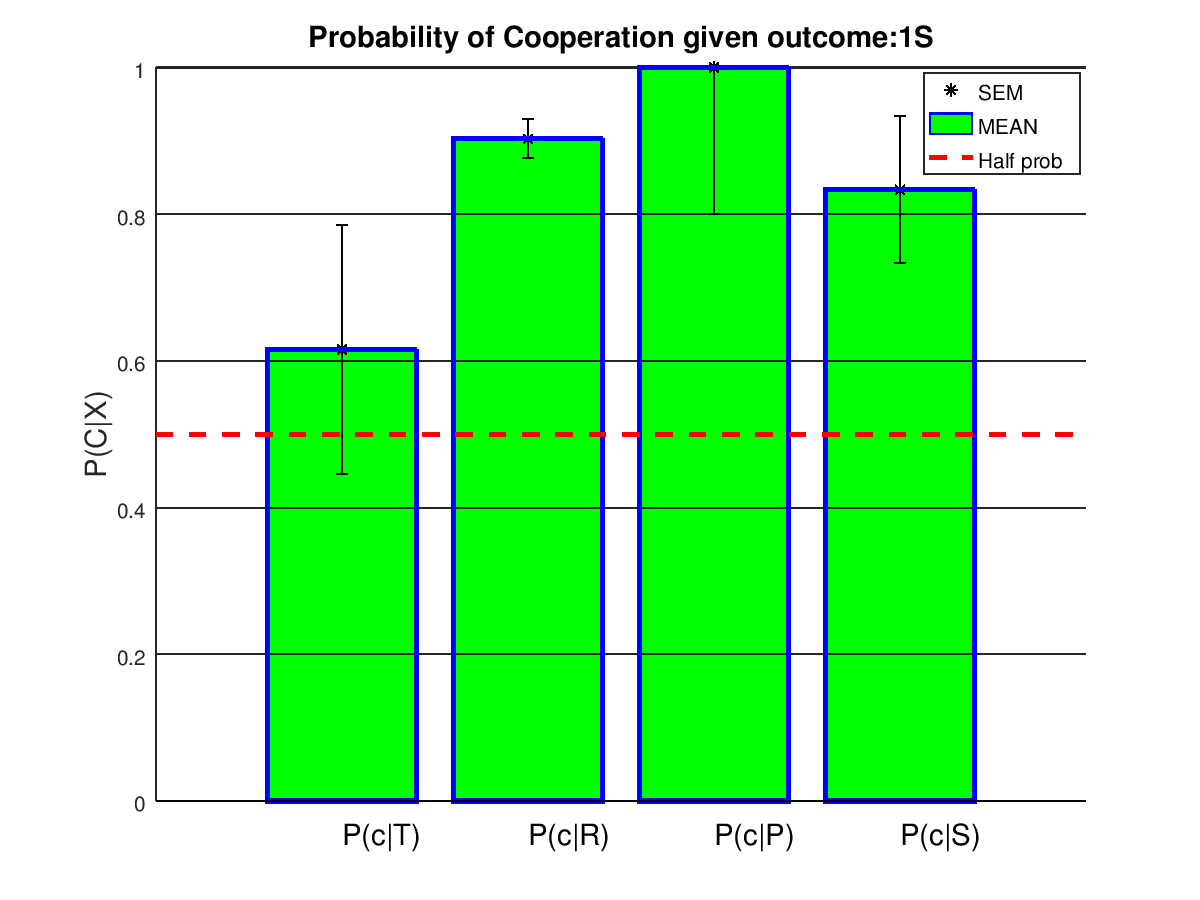 Probability of Cooperation given outcome:1S
SEM
MEAN
Half prob
P(C|X)
1
0.8
0.6
0.4
0.2
0
P(c|T)
P(c|R)
P(c|P)
P(c|S)